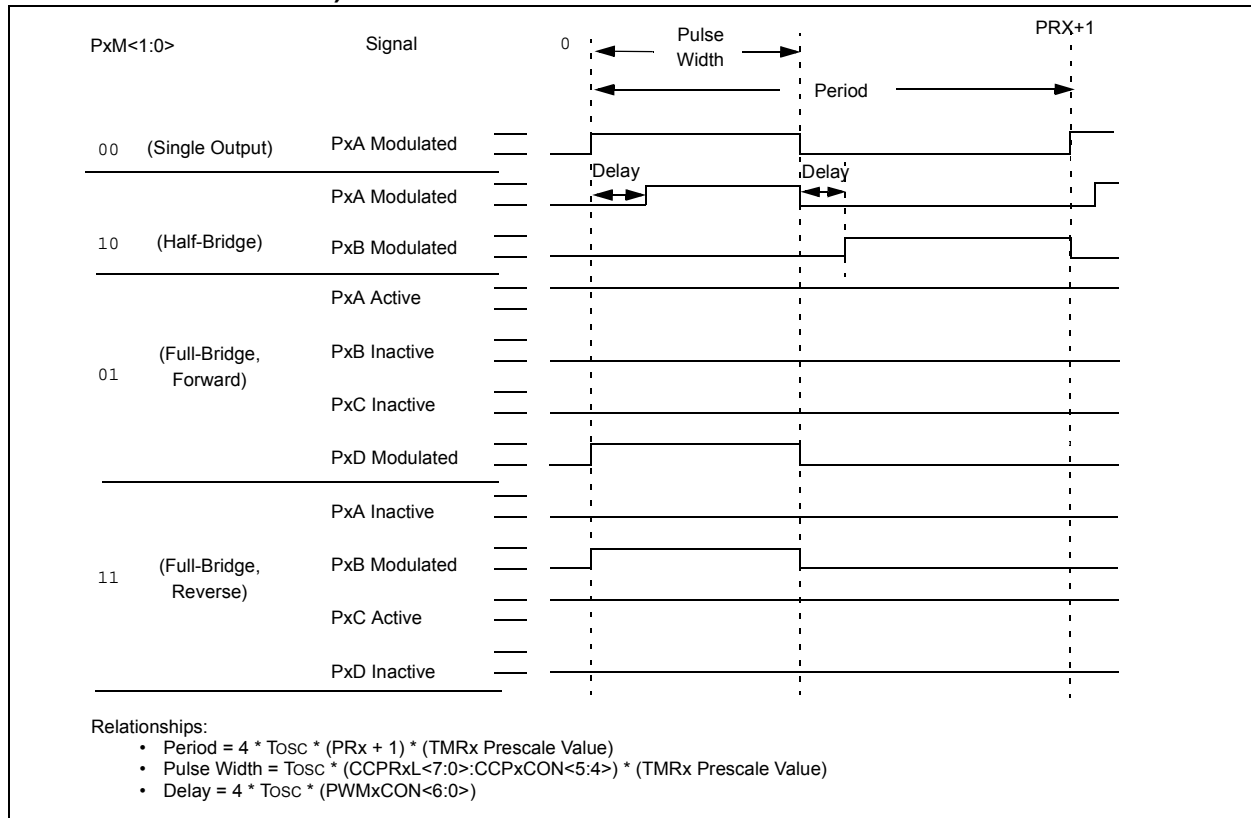 PxM<1:0>
Signal
0
Pulse
Width
PRX+1
Period
00 (Single Output)
PxA Modulated
Delay
Delay
PxA Modulated
10 (Half-Bridge)
PxB Modulated
PxA Active
(Full-Bridge,
Forward)
01
PxB Inactive
PxC Inactive
PxD Modulated
PxA Inactive
11
(Full-Bridge,
Reverse)
PxB Modulated
PxC Active
PxD Inactive
Relationships:
• Period = 4 * Tosc * (PRx + 1) * (TMRx Prescale Value)
• Pulse Width = Tosc * (CCPRxL<7:0>:CCPxCON<5:4>) * (TMRx Prescale Value)
• Delay = 4 * Tosc * (PWMxCON<6:0>)